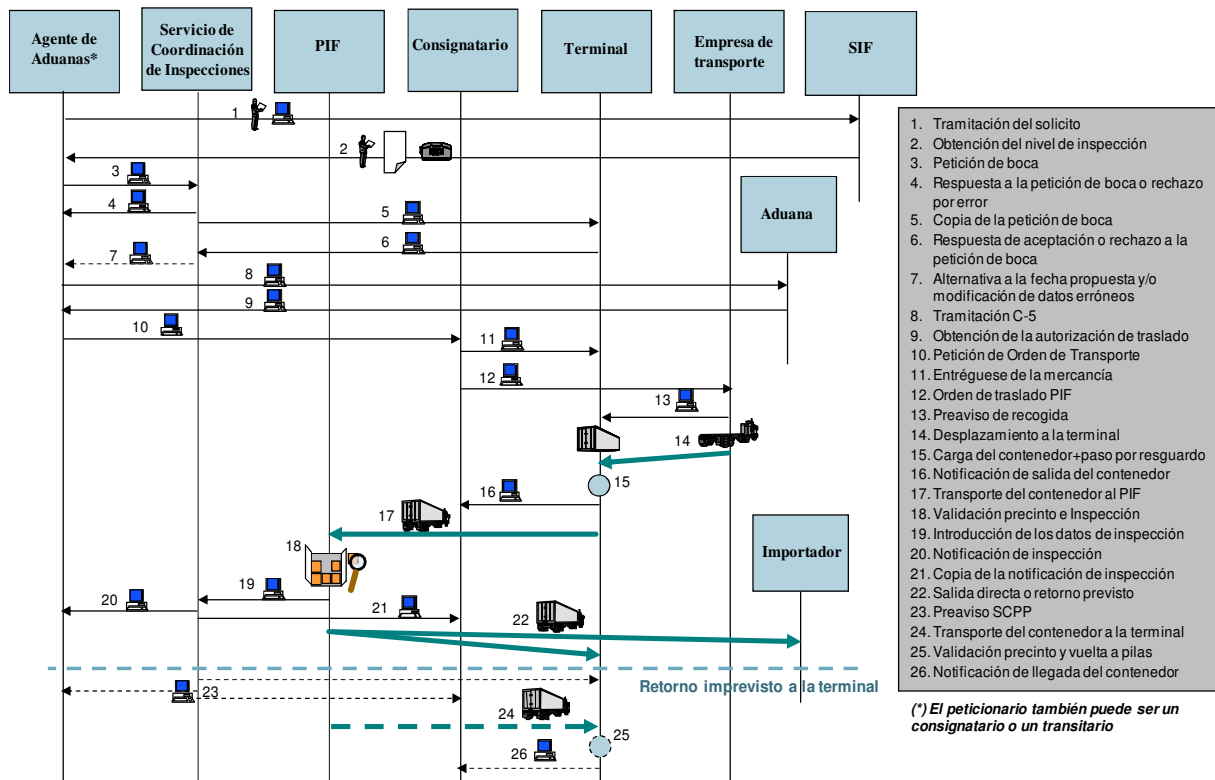 Agente de
Aduanas*
Servicio de
Coordinación
de Inspecciones
PIF
Consignatario
Terminal
Empresa de
transporte
SIF
Aduana
Importador
1
2
3
4
5
6
7
8
9
10
11
12
13
14
15
16
17
18
19
20
21
22
Retorno imprevisto a la terminal
23
24
25
26
1. Tramitación del solicito
2. Obtención del nivel de inspección
3. Petición de boca
4. Respuesta a la petición de boca o rechazo
por error
5. Copia de la petición de boca
6. Respuesta de aceptación o rechazo a la
petición de boca
7. Alternativa a la fecha propuesta y/o
modificación de datos erróneos
8. Tramitación C-5
9. Obtención de la autorización de traslado
10. Petición de Orden de Transporte
11. Entréguese de la mercancía
12. Orden de traslado PIF
13. Preaviso de recogida
14. Desplazamiento a la terminal
15. Carga del contenedor+paso por resguardo
16. Notificación de salida del contenedor
17. Transporte del contenedor al PIF
18. Validación precinto e Inspección
19. Introducción de los datos de inspección
20. Notificación de inspección
21. Copia de la notificación de inspección
22. Salida directa o retorno previsto
23. Preaviso SCPP
24. Transporte del contenedor a la terminal
25. Validación precinto y vuelta a pilas
26. Notificación de llegada del contenedor
(*) El peticionario también puede ser un
consignatario o un transitario